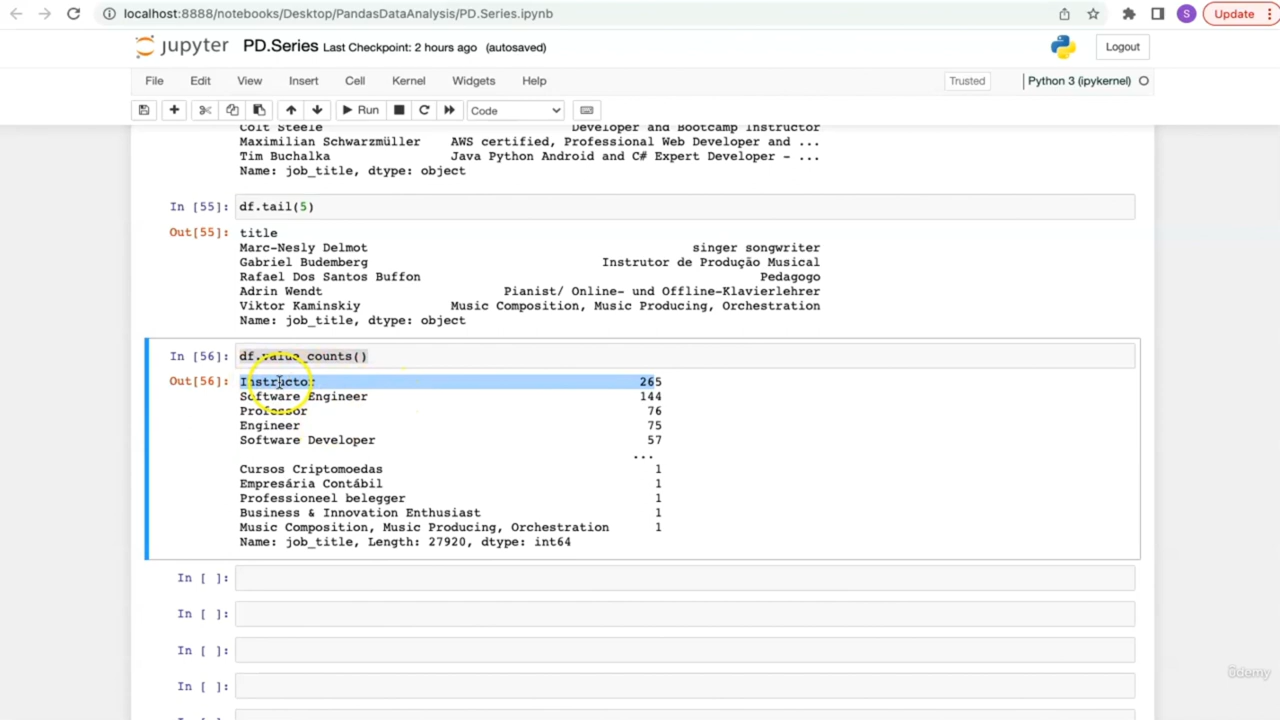 localhost:8888/notebooks/Desktop/PandasDataAnalysis/PD.Series.ipynb
S
Update
jupyter PD.Series Last Checkpoint: 2 hours ago (autosaved)
Logout
File Edit View Insert Cell Kernel Widgets Help
Trusted
Python 3 (ipykernel)
Run
Code
Colt Steele Developer and Bootcamp Instructor
Maximilian Schwarzmüller AWS certified, Professional Web Developer and ...
Tim Buchalka Java Python Android and C# Expert Developer - ...
Name: job_title, dtype: object
In [55]: df.tail(5)
Out[55]: title
Marc-Nesly Delmot singer songwriter
Gabriel Budemberg Instrutor de Produção Musical
Rafael Dos Santos Buffon Pedagogo
Adrin Wendt Pianist/ Online- und Offline-Klavierlehrer
Viktor Kaminskiy Music Composition, Music Producing, Orchestration
Name: job_title, dtype: object
In [56]: df.value_counts()
Out[56]: Instructor 265
Software Engineer 144
Professor 76
Engineer 75
Software Developer 57
...
Cursos Criptomoedas 1
Empresária Contábil 1
Professioneel belegger 1
Business & Innovation Enthusiast 1
Music Composition, Music Producing, Orchestration 1
Name: job_title, Length: 27920, dtype: int64
In [ ]:
In [ ]:
In [ ]:
In [ ]:
ûdemy